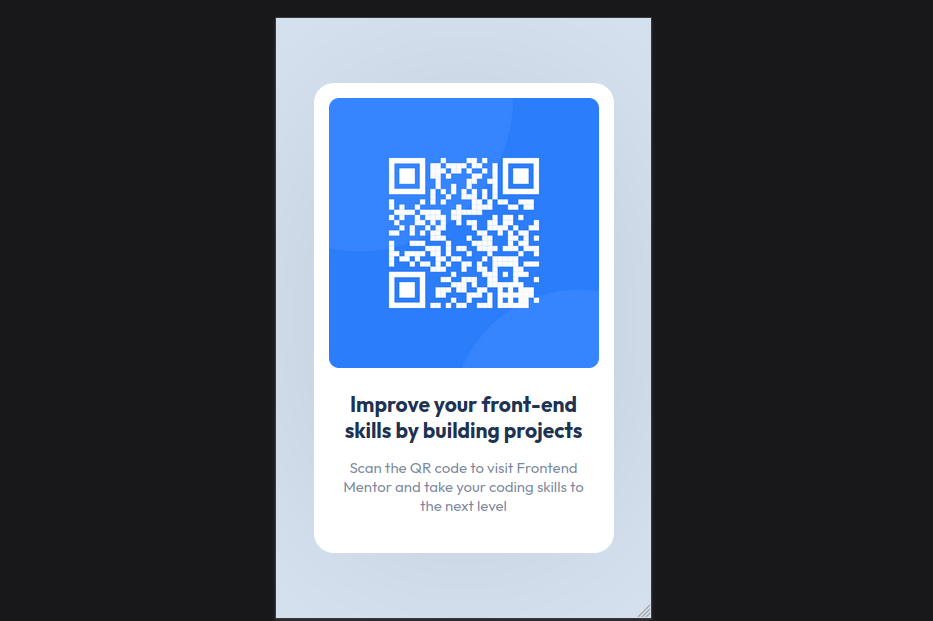 Improve your front-end
skills by building projects
Scan the QR code to visit Frontend
Mentor and take your coding skills to
the next level